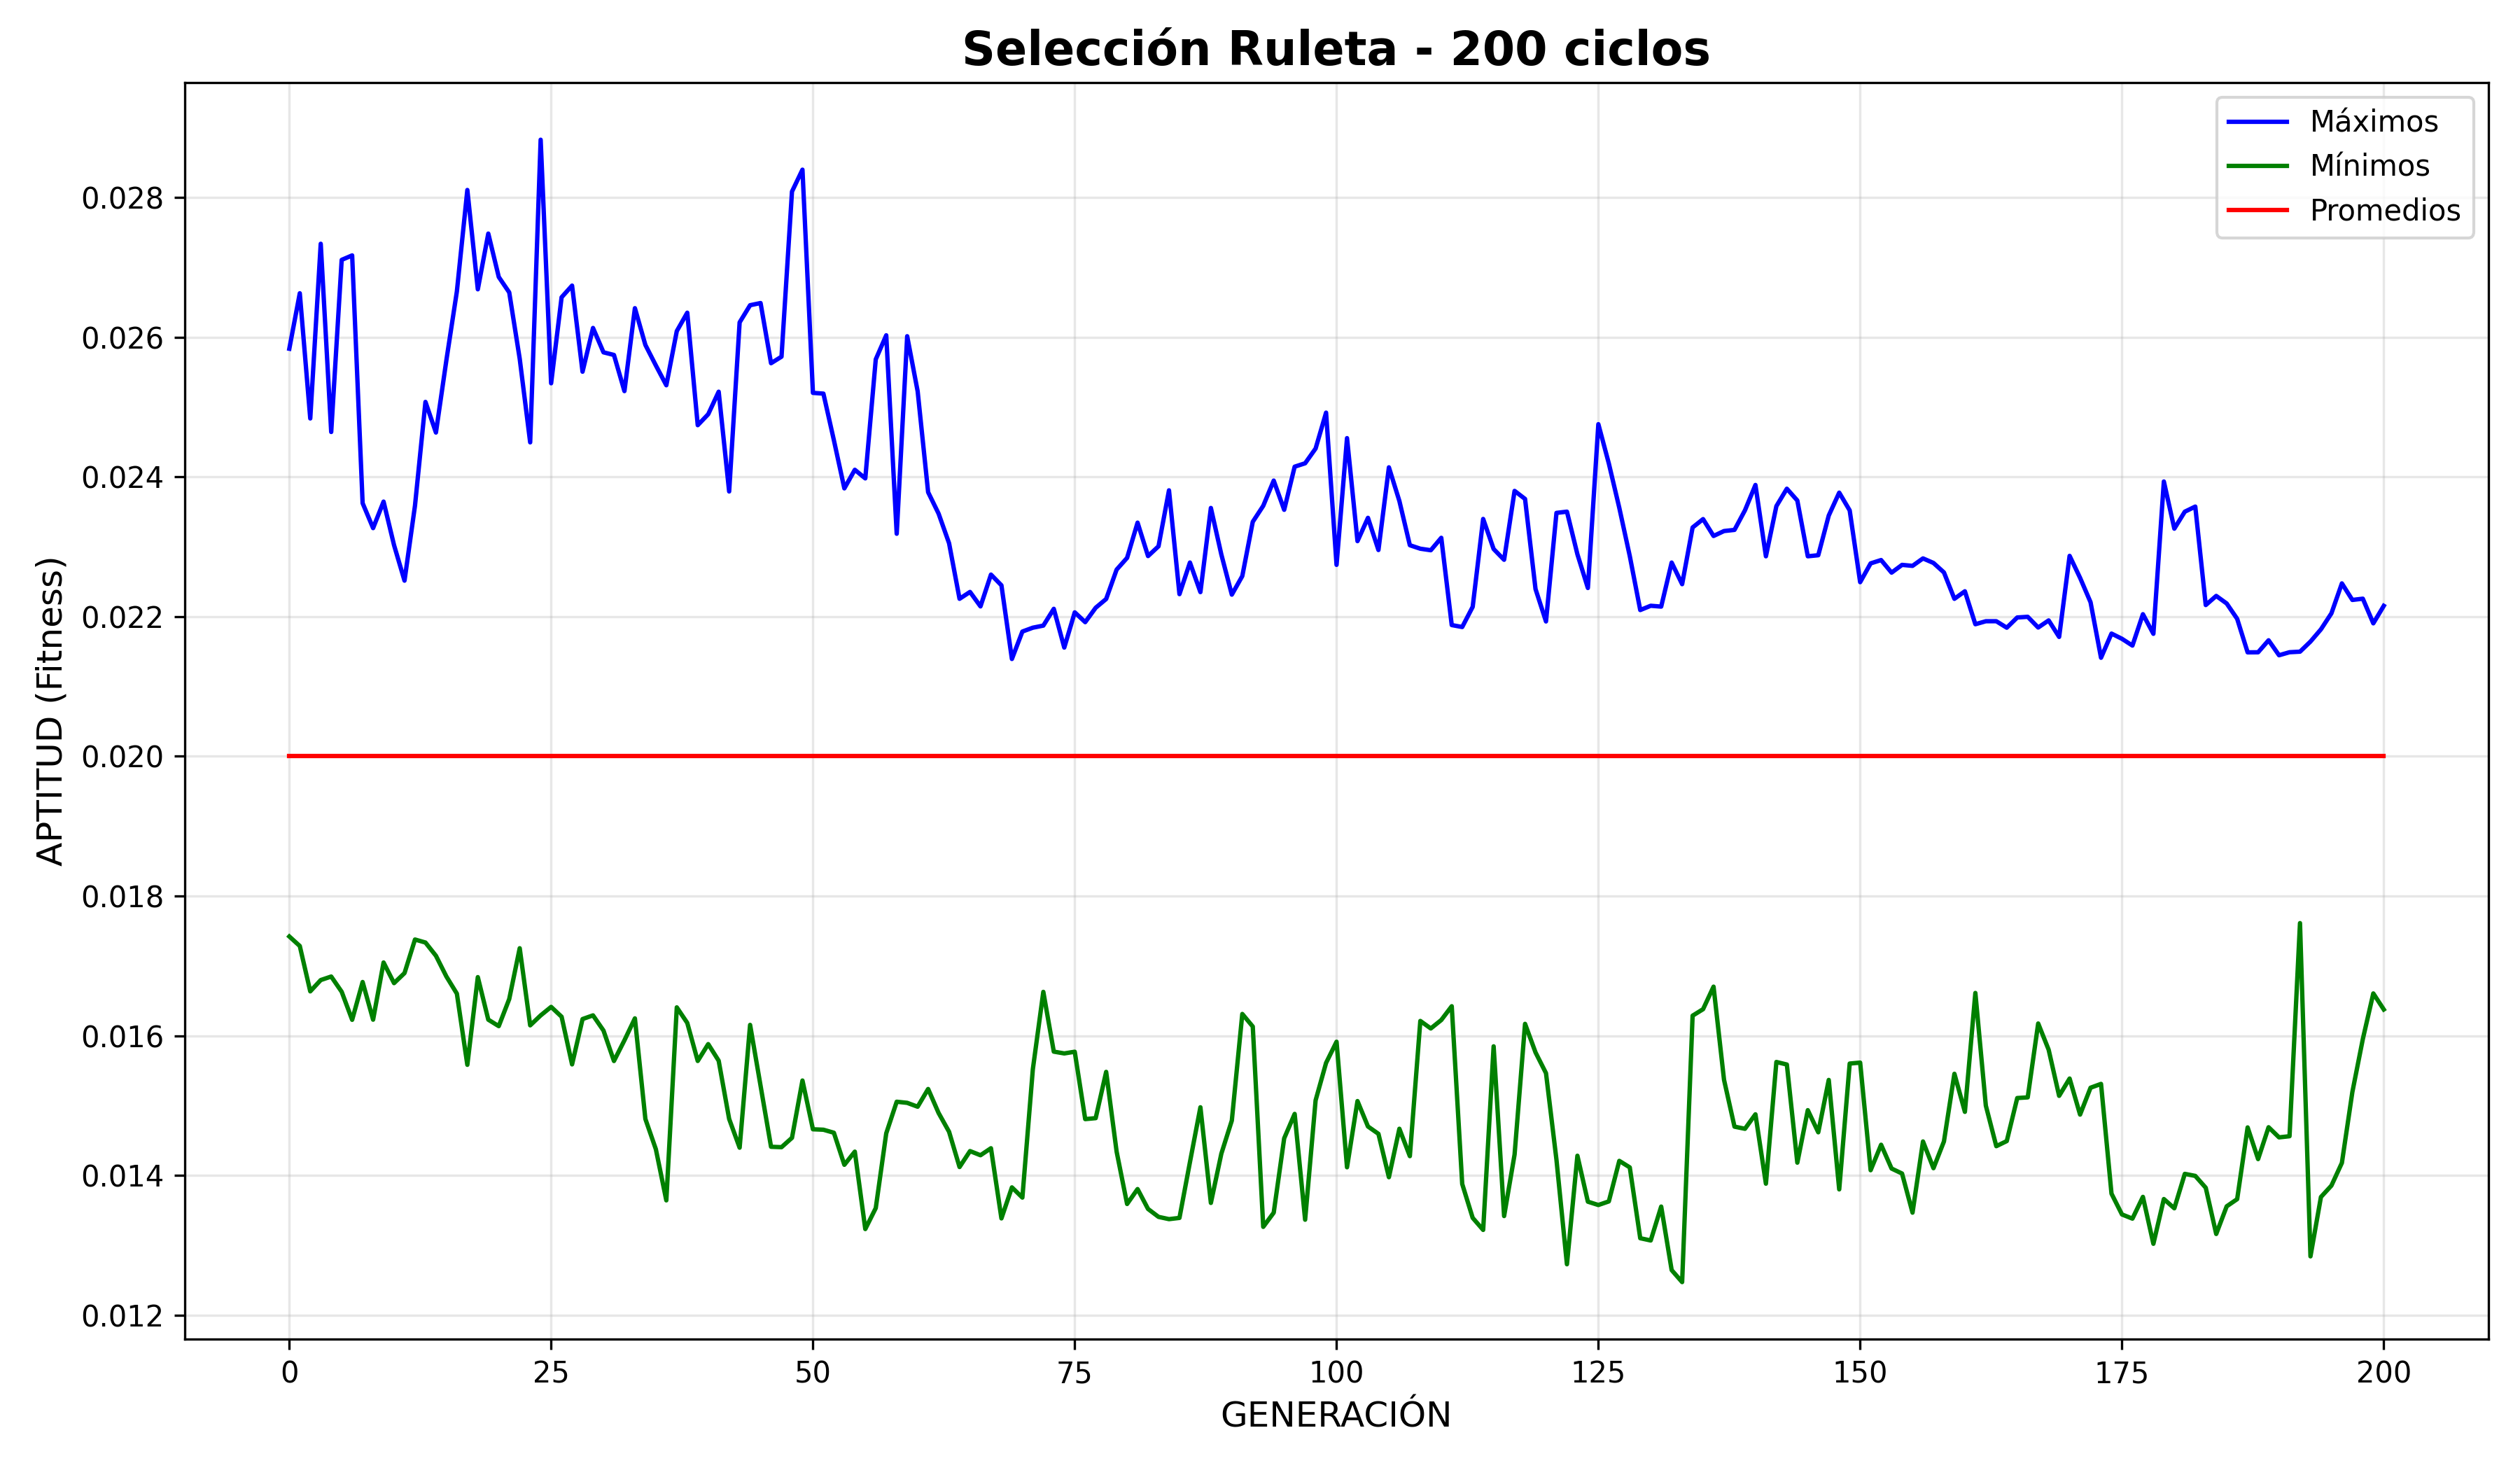 Selección Ruleta - 200 ciclos
Máximos
Mínimos
Promedios
APTITUD (Fitness)
0.028
0.026
0.024
0.022
0.020
0.018
0.016
0.014
0.012
0 25 50 75 100 125 150 175 200
GENERACIÓN